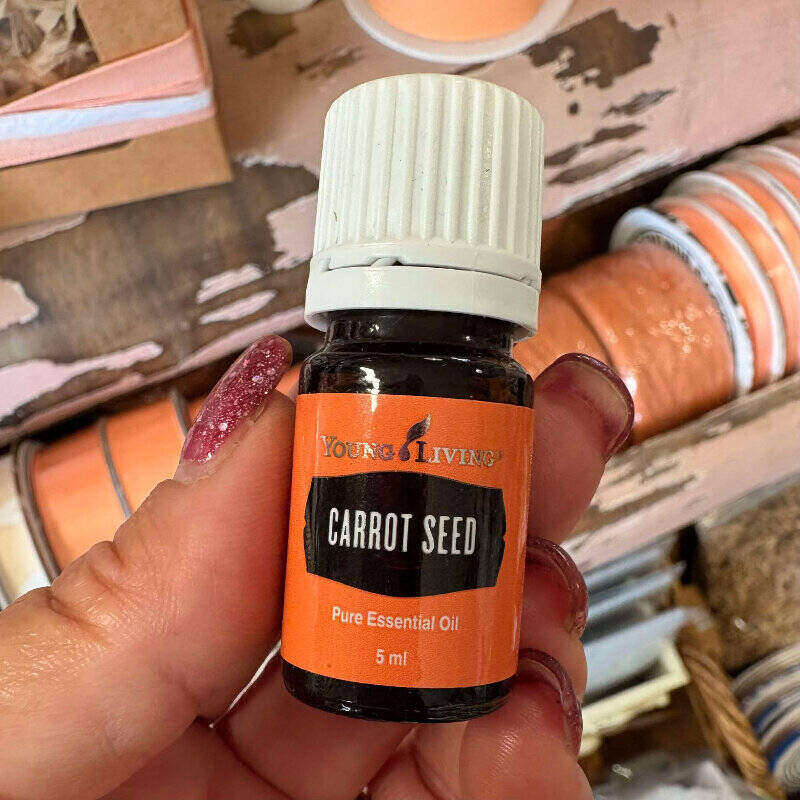 YOUNG LIVING
CARROT SEED
Pure Essential Oil
5 ml